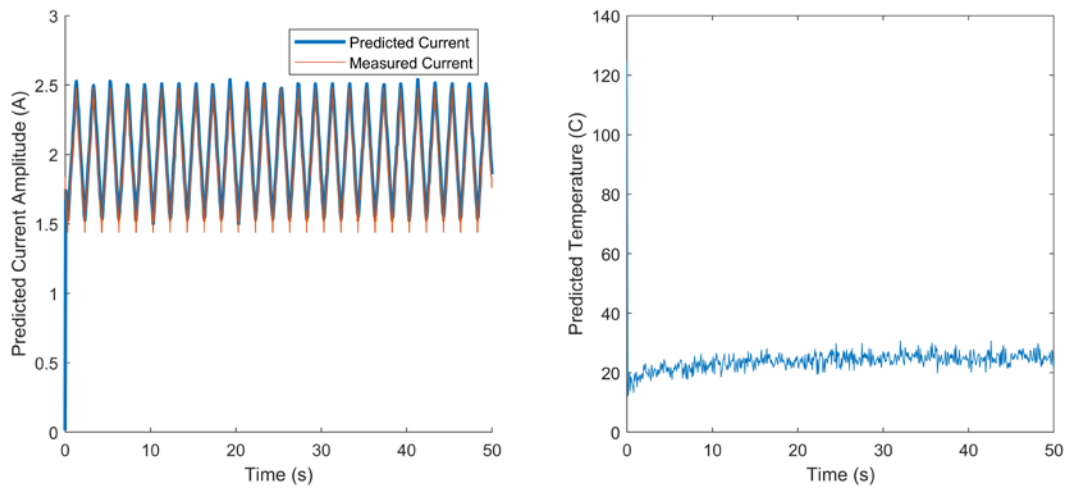 Predicted Current Amplitude (A)
3
2.5
2
1.5
1
0.5
0
Predicted Current
Measured Current
0 10 20 30 40 50
Time (s)
Predicted Temperature (C)
140
120
100
80
60
40
20
0
0 10 20 30 40 50
Time (s)